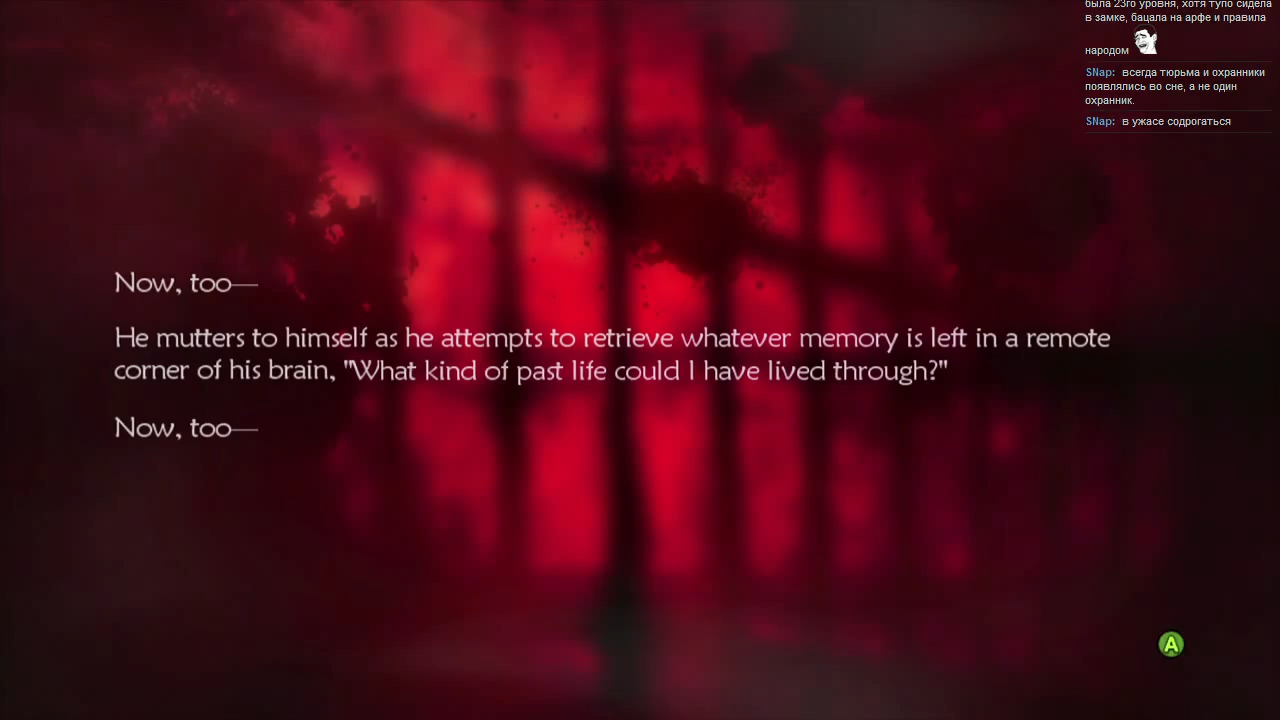 была 23го уровня, хотя тупо сидела
в замке, бацала на арфе и правила
народом
SNap: всегда тюрьма и охранники
появлялись во сне, а не один
охранник.
SNap: в ужасе содрогаться
Now, too—
He mutters to himself as he attempts to retrieve whatever memory is left in a remote
corner of his brain, "What kind of past life could I have lived through?"
Now, too—
A